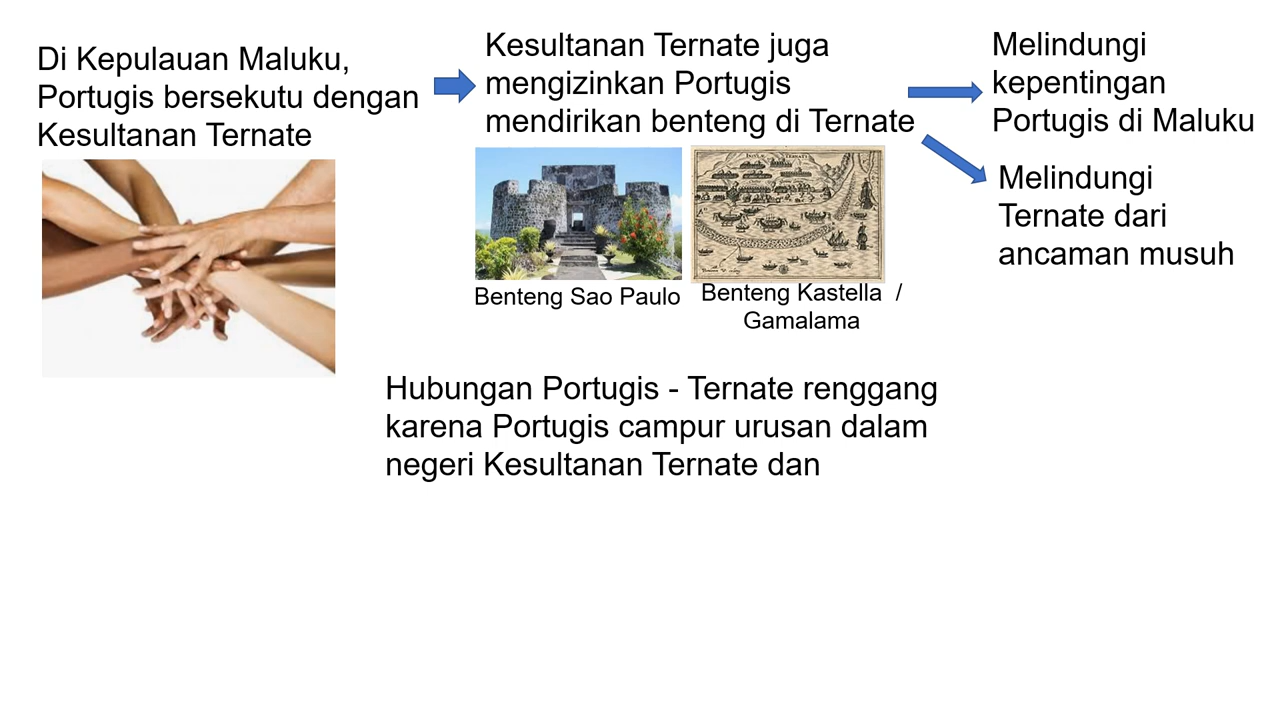 Di Kepulauan Maluku,
Portugis bersekutu dengan
Kesultanan Ternate
Kesultanan Ternate juga
mengizinkan Portugis
mendirikan benteng di Ternate
Melindungi
kepentingan
Portugis di Maluku
Melindungi
Ternate dari
ancaman musuh
Benteng Sao Paulo
Benteng Kastella /
Gamalama
Hubungan Portugis - Ternate renggang
karena Portugis campur urusan dalam
negeri Kesultanan Ternate dan